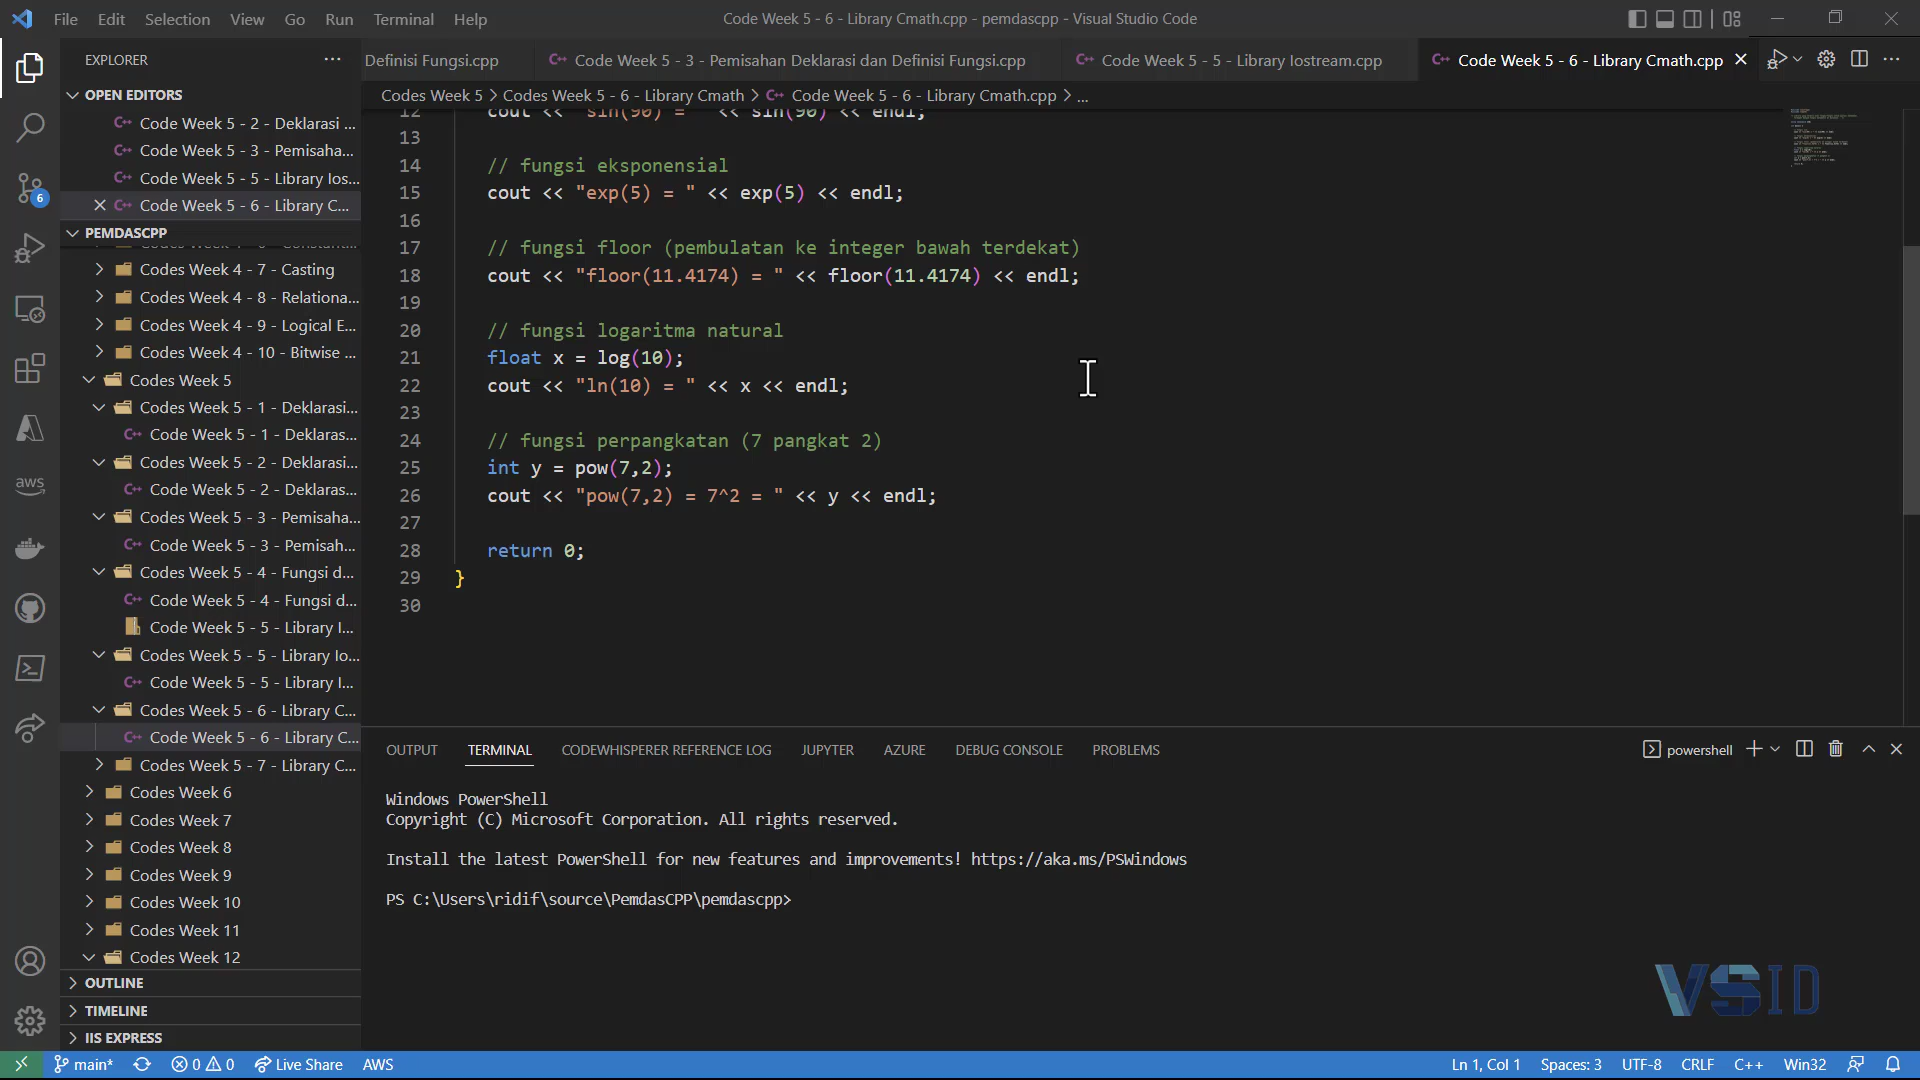 File Edit Selection View Go Run Terminal Help
Code Week 5 - 6 - Library Cmath.cpp - pemdascpp - Visual Studio Code
EXPLORER
Definisi Fungsi.cpp
Code Week 5 - 3 - Pemisahan Deklarasi dan Definisi Fungsi.cpp
Code Week 5 - 5 - Library Iostream.cpp
Code Week 5 - 6 - Library Cmath.cpp
Codes Week 5 > Codes Week 5 - 6 - Library Cmath > Code Week 5 - 6 - Library Cmath.cpp > ...
OPEN EDITORS
Code Week 5 - 2 - Deklarasi ...
Code Week 5 - 3 - Pemisaha...
Code Week 5 - 5 - Library Ios...
Code Week 5 - 6 - Library C...
PEMDASCPP
Codes Week 4 - 7 - Casting
Codes Week 4 - 8 - Relationa...
Codes Week 4 - 9 - Logical E...
Codes Week 4 - 10 - Bitwise ...
Codes Week 5
Codes Week 5 - 1 - Deklarasi...
Code Week 5 - 1 - Deklaras...
Codes Week 5 - 2 - Deklarasi...
Code Week 5 - 2 - Deklaras...
Codes Week 5 - 3 - Pemisaha...
Code Week 5 - 3 - Pemisah...
Codes Week 5 - 4 - Fungsi d...
Code Week 5 - 4 - Fungsi d...
Code Week 5 - 5 - Library I...
Codes Week 5 - 5 - Library Io...
Code Week 5 - 5 - Library I...
Codes Week 5 - 6 - Library C...
Code Week 5 - 6 - Library C...
Codes Week 5 - 7 - Library C...
Codes Week 6
Codes Week 7
Codes Week 8
Codes Week 9
Codes Week 10
Codes Week 11
Codes Week 12
OUTLINE
TIMELINE
IIS EXPRESS
aws
6
12 cout << "sin(90) = " << sin(90) << endl;
13
14 // fungsi eksponensial
15 cout << "exp(5) = " << exp(5) << endl;
16
17 // fungsi floor (pembulatan ke integer bawah terdekat)
18 cout << "floor(11.4174) = " << floor(11.4174) << endl;
19
20 // fungsi logaritma natural
21 float x = log(10);
22 cout << "ln(10) = " << x << endl;
23
24 // fungsi perpangkatan (7 pangkat 2)
25 int y = pow(7,2);
26 cout << "pow(7,2) = 7^2 = " << y << endl;
27
28 return 0;
29 }
30
OUTPUT TERMINAL CODEWHISPERER REFERENCE LOG JUPYTER AZURE DEBUG CONSOLE PROBLEMS
powershell
Windows PowerShell
Copyright (C) Microsoft Corporation. All rights reserved.
Install the latest PowerShell for new features and improvements! https://aka.ms/PSWindows
PS C:\Users\ridif\source\PemdasCPP\pemdascpp>
VSID
main* 0 0 Live Share AWS
Ln 1, Col 1 Spaces: 3 UTF-8 CRLF C++ Win32